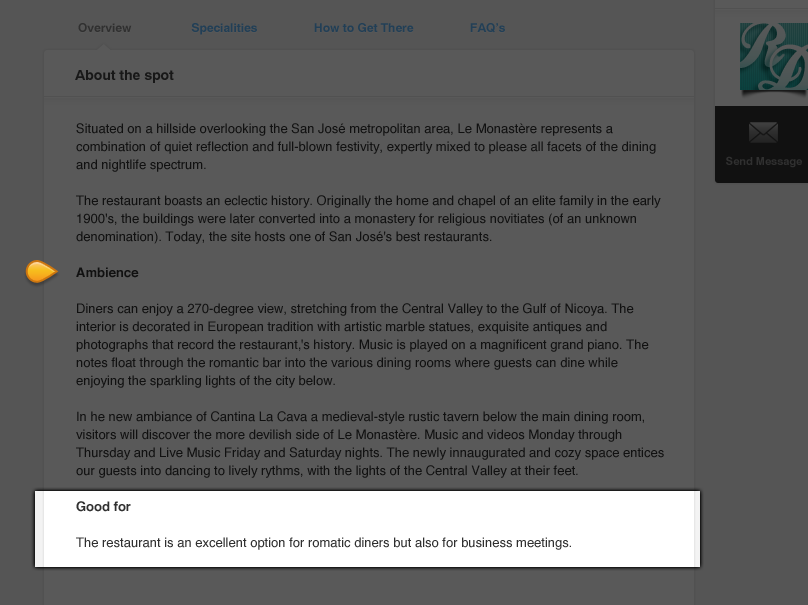 Overview Specialities How to Get There FAQ's
About the spot
Situated on a hillside overlooking the San José metropolitan area, Le Monastère represents a
combination of quiet reflection and full-blown festivity, expertly mixed to please all facets of the dining
and nightlife spectrum.
The restaurant boasts an eclectic history. Originally the home and chapel of an elite family in the early
1900's, the buildings were later converted into a monastery for religious novitiates (of an unknown
denomination). Today, the site hosts one of San José's best restaurants.
Ambience
Diners can enjoy a 270-degree view, stretching from the Central Valley to the Gulf of Nicoya. The
interior is decorated in European tradition with artistic marble statues, exquisite antiques and
photographs that record the restaurant,'s history. Music is played on a magnificent grand piano. The
notes float through the romantic bar into the various dining rooms where guests can dine while
enjoying the sparkling lights of the city below.
In he new ambiance of Cantina La Cava a medieval-style rustic tavern below the main dining room,
visitors will discover the more devilish side of Le Monastère. Music and videos Monday through
Thursday and Live Music Friday and Saturday nights. The newly innaugurated and cozy space entices
our guests into dancing to lively rythms, with the lights of the Central Valley at their feet.
Good for
The restaurant is an excellent option for romatic diners but also for business meetings.
RD
Send Message